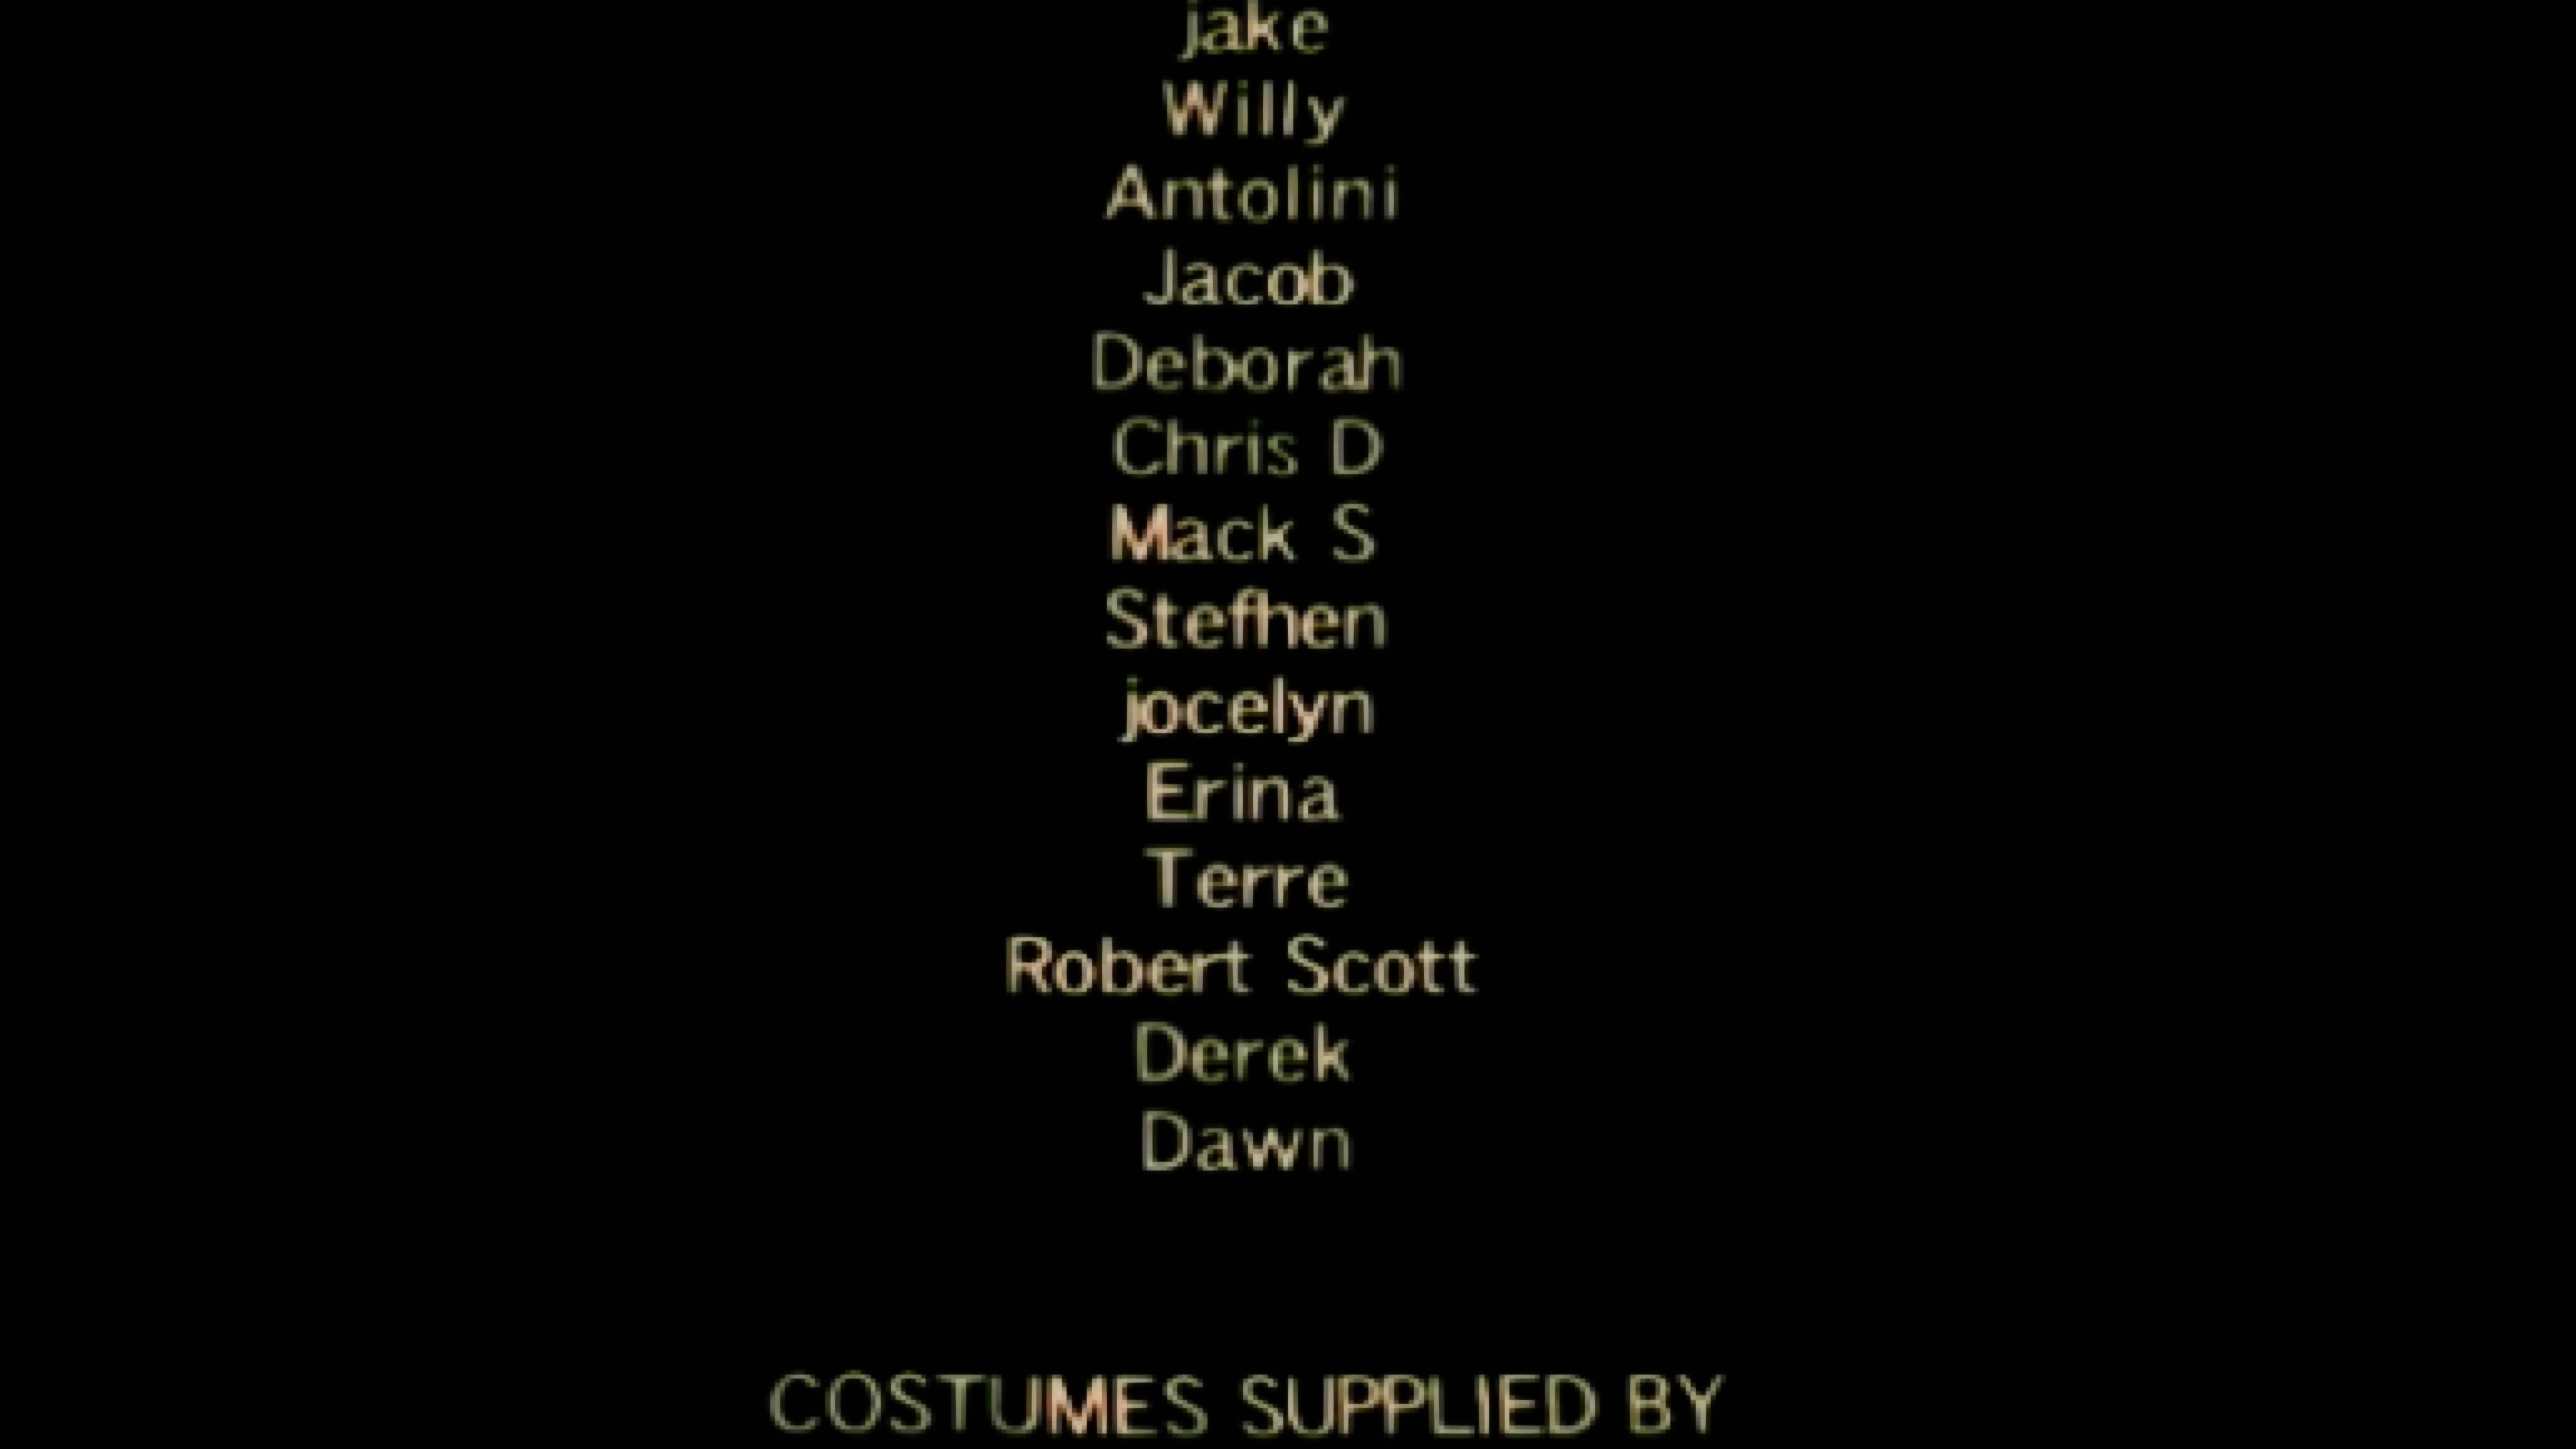 jake
Willy
Antolini
Jacob
Deborah
Chris D
Mack S
Stefhen
jocelyn
Erina
Terre
Robert Scott
Derek
Dawn
COSTUMES SUPPLIED BY